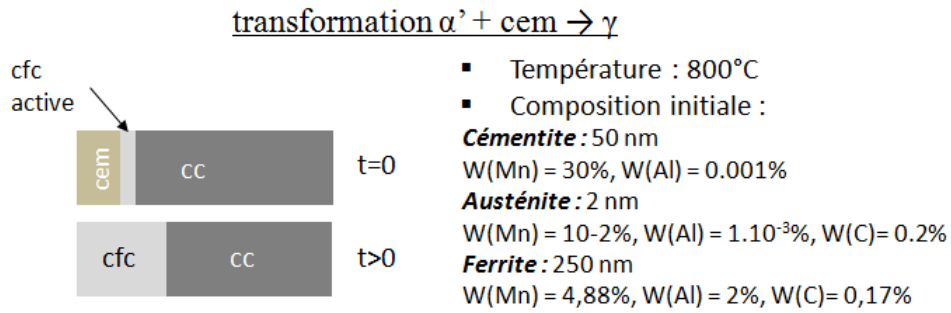 transformation α’ + cem → γ
cfc
active
cem
cc
t=0
cfc
cc
t>0
▪ Température : 800°C
▪ Composition initiale :
Cémentite : 50 nm
W(Mn) = 30%, W(Al) = 0.001%
Austénite : 2 nm
W(Mn) = 10-2%, W(Al) = 1.10⁻³%, W(C)= 0.2%
Ferrite : 250 nm
W(Mn) = 4,88%, W(Al) = 2%, W(C)= 0,17%